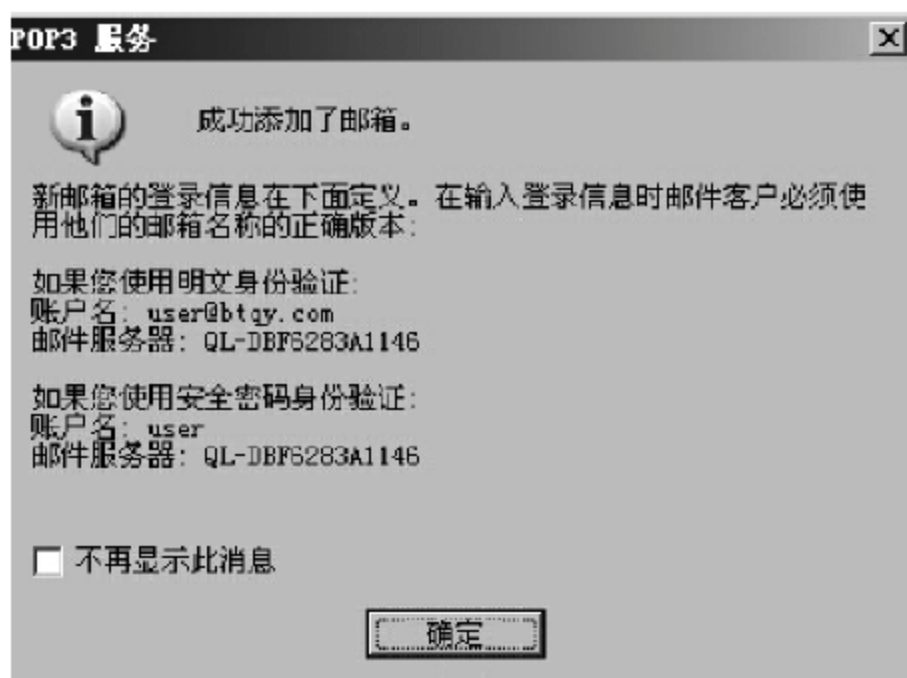 POP3 服务
成功添加了邮箱。
新邮箱的登录信息在下面定义。在输入登录信息时邮件客户必须使
用他们的邮箱名称的正确版本:
如果您使用明文身份验证:
账户名: user@btqy.com
邮件服务器: QL-DBF6283A1146
如果您使用安全密码身份验证:
账户名: user
邮件服务器: QL-DBF6283A1146
不再显示此消息
确定